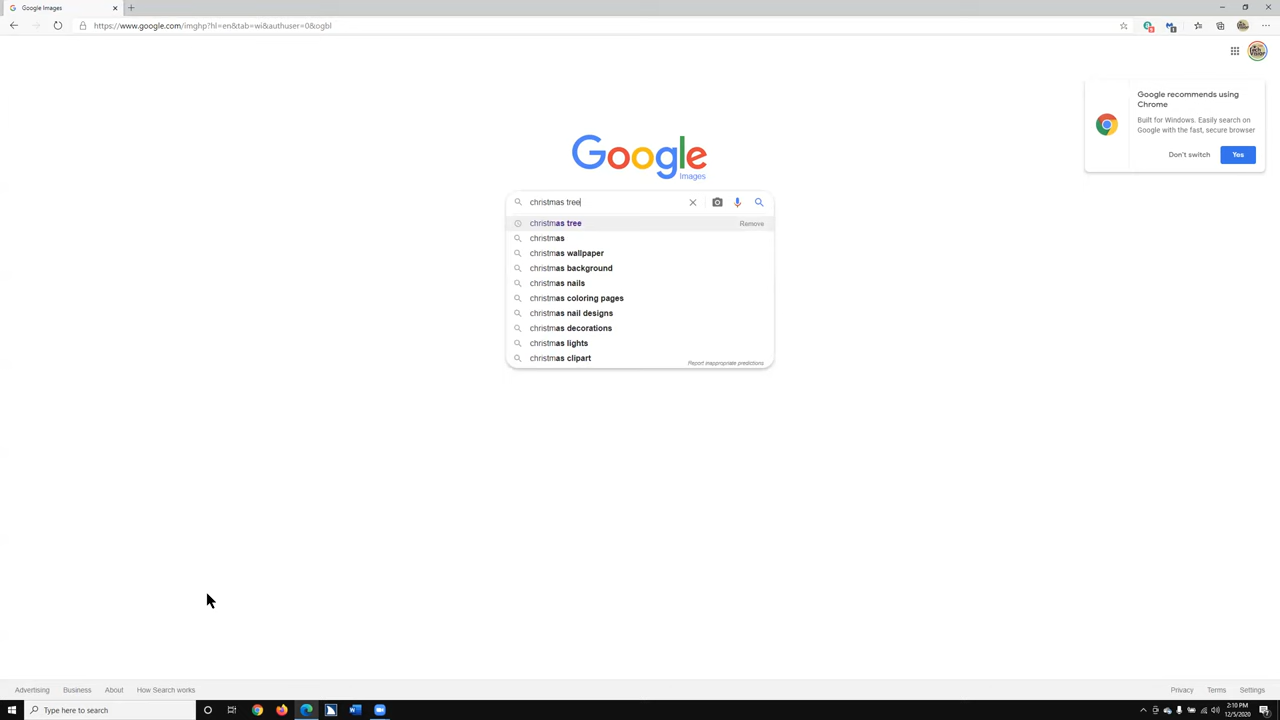 Google Images
https://www.google.com/imghp?hl=en&tab=wi&authuser=0&ogbl
Google recommends using
Chrome
Built for Windows. Easily search on
Google with the fast, secure browser
Don't switch
Yes
Google
Images
christmas tree
christmas tree
Remove
christmas
christmas wallpaper
christmas background
christmas nails
christmas coloring pages
christmas nail designs
christmas decorations
christmas lights
christmas clipart
Report inappropriate predictions
Advertising
Business
About
How Search works
Privacy
Terms
Settings
Type here to search
2:10 PM
12/5/2020